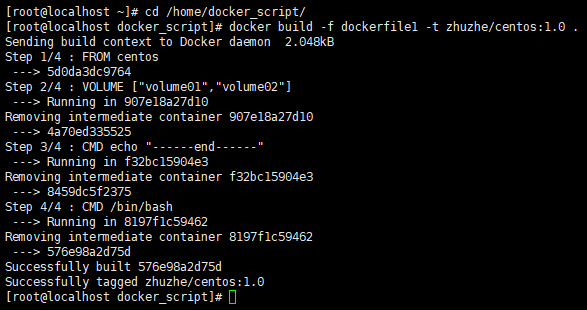 [root@localhost ~]# cd /home/docker_script/
[root@localhost docker_script]# docker build -f dockerfile1 -t zhuzhe/centos:1.0 .
Sending build context to Docker daemon  2.048kB
Step 1/4 : FROM centos
 ---> 5d0da3dc9764
Step 2/4 : VOLUME ["volume01","volume02"]
 ---> Running in 907e18a27d10
Removing intermediate container 907e18a27d10
 ---> 4a70ed335525
Step 3/4 : CMD echo "------end------"
 ---> Running in f32bc15904e3
Removing intermediate container f32bc15904e3
 ---> 8459dc5f2375
Step 4/4 : CMD /bin/bash
 ---> Running in 8197f1c59462
Removing intermediate container 8197f1c59462
 ---> 576e98a2d75d
Successfully built 576e98a2d75d
Successfully tagged zhuzhe/centos:1.0
[root@localhost docker_script]#